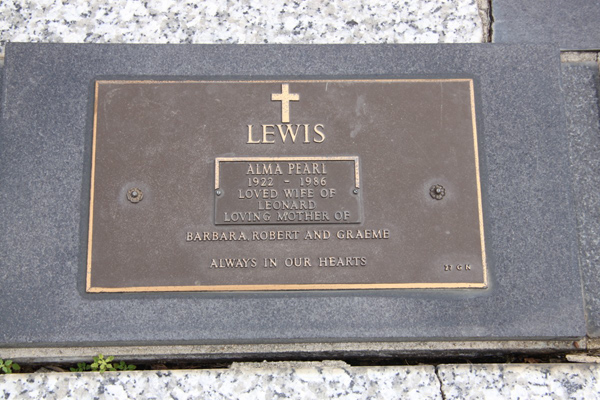 LEWIS
ALMA PEARL
1922 - 1986
LOVED WIFE OF
LEONARD
LOVING MOTHER OF
BARBARA, ROBERT AND GRAEME
ALWAYS IN OUR HEARTS
23 G N